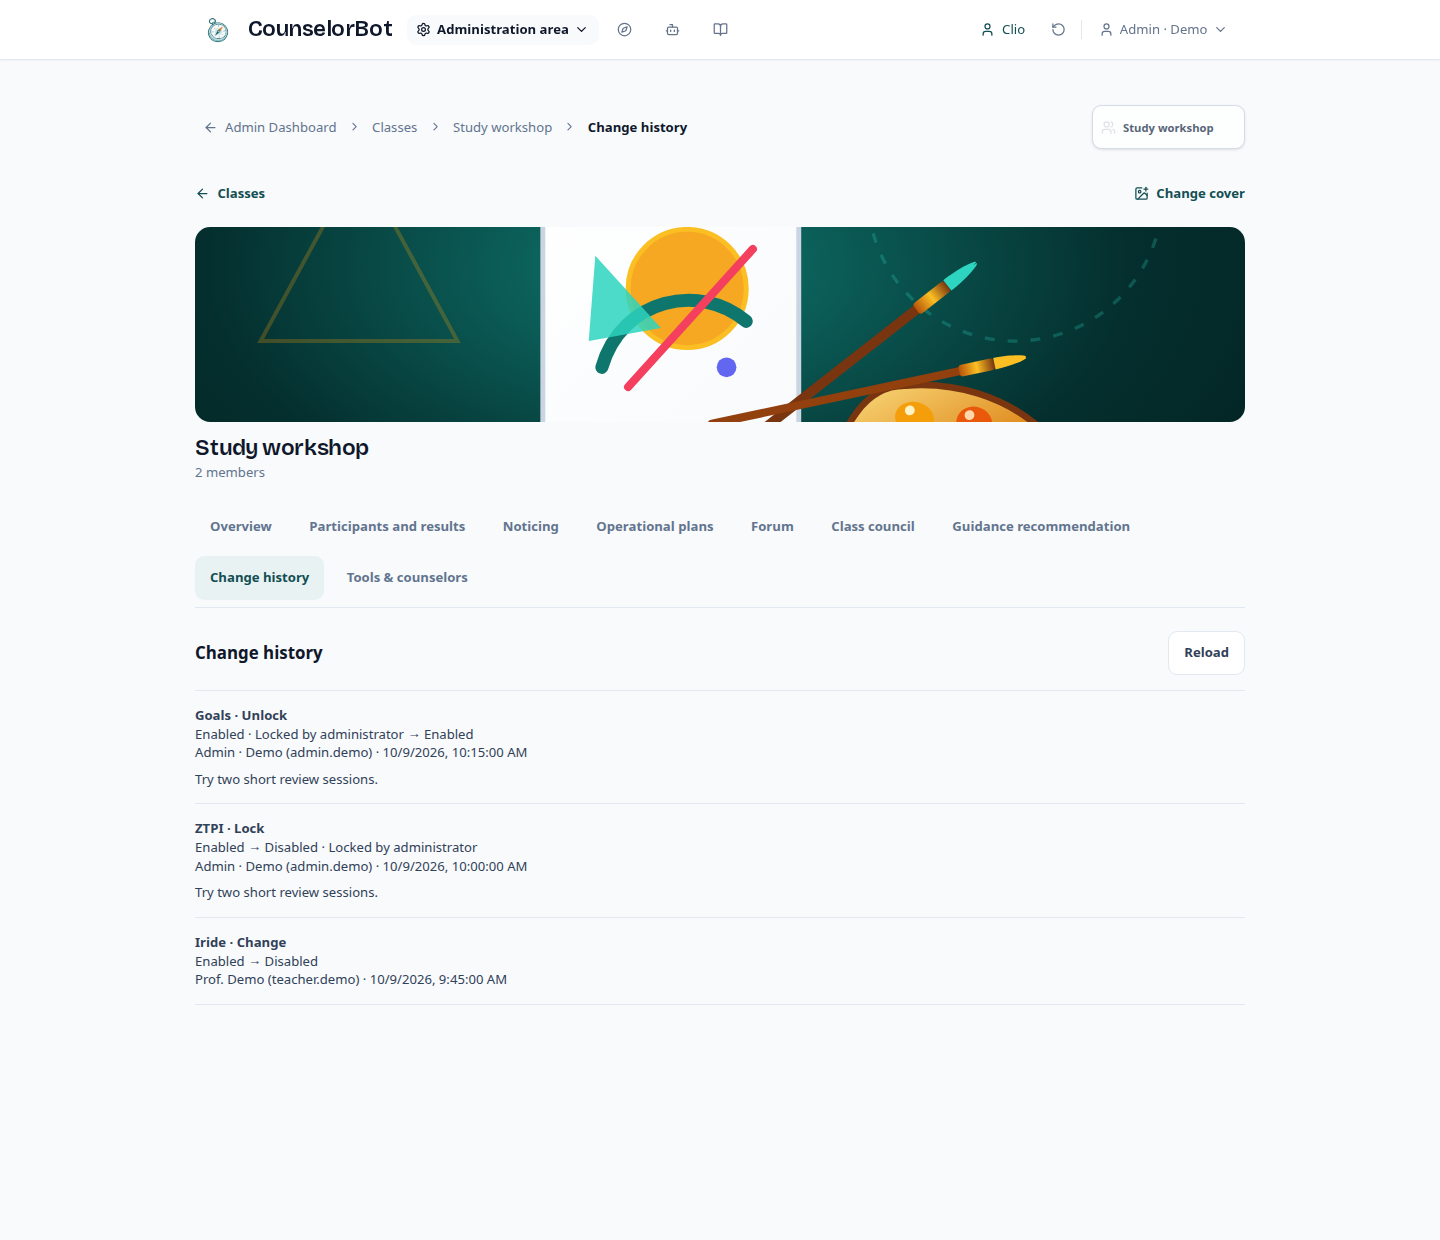 CounselorBot
Administration area
Clio
Admin · Demo
Admin Dashboard
Classes
Study workshop
Change history
Study workshop
Classes
Change cover
Study workshop
2 members
Overview
Participants and results
Noticing
Operational plans
Forum
Class council
Guidance recommendation
Change history
Tools & counselors
Change history
Reload
Goals · Unlock
Enabled · Locked by administrator → Enabled
Admin · Demo (admin.demo) · 10/9/2026, 10:15:00 AM
Try two short review sessions.
ZTPI · Lock
Enabled → Disabled · Locked by administrator
Admin · Demo (admin.demo) · 10/9/2026, 10:00:00 AM
Try two short review sessions.
Iride · Change
Enabled → Disabled
Prof. Demo (teacher.demo) · 10/9/2026, 9:45:00 AM